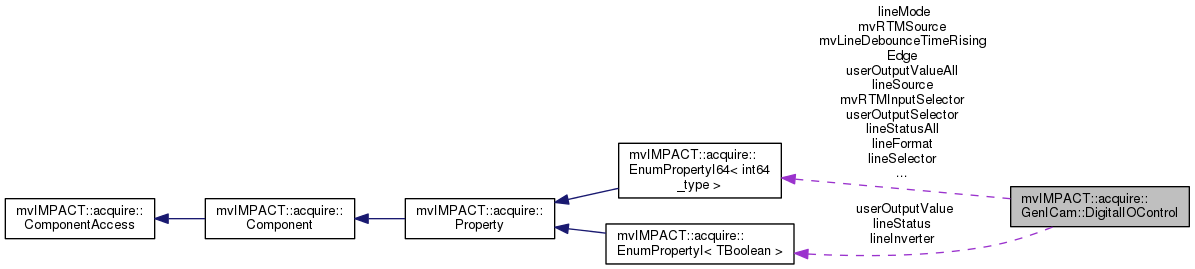 lineMode
mvRTMSource
mvLineDebounceTimeRising
Edge
userOutputValueAll
lineSource
mvRTMInputSelector
userOutputSelector
lineStatusAll
lineFormat
lineSelector
...
mvIMPACT::acquire::
EnumPropertyI64< int64
_type >
mvIMPACT::acquire::
ComponentAccess
mvIMPACT::acquire::
Component
mvIMPACT::acquire::
Property
mvIMPACT::acquire::
GenICam::DigitalIOControl
userOutputValue
lineStatus
lineInverter
mvIMPACT::acquire::
EnumPropertyI< TBoolean >